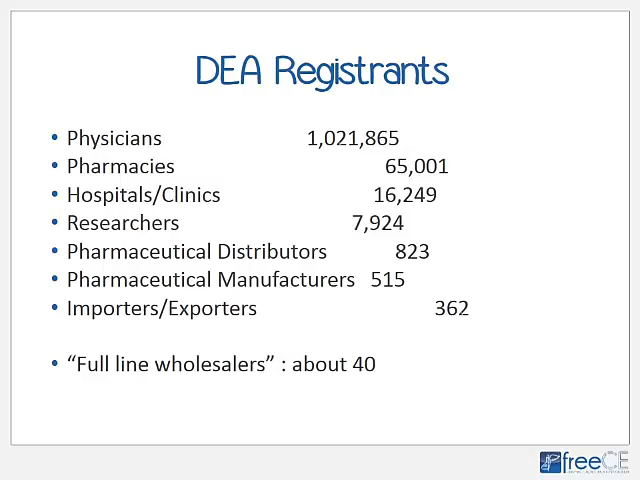 DEA Registrants
• Physicians 1,021,865
• Pharmacies 65,001
• Hospitals/Clinics 16,249
• Researchers 7,924
• Pharmaceutical Distributors 823
• Pharmaceutical Manufacturers 515
• Importers/Exporters 362
• “Full line wholesalers” : about 40
freeCE